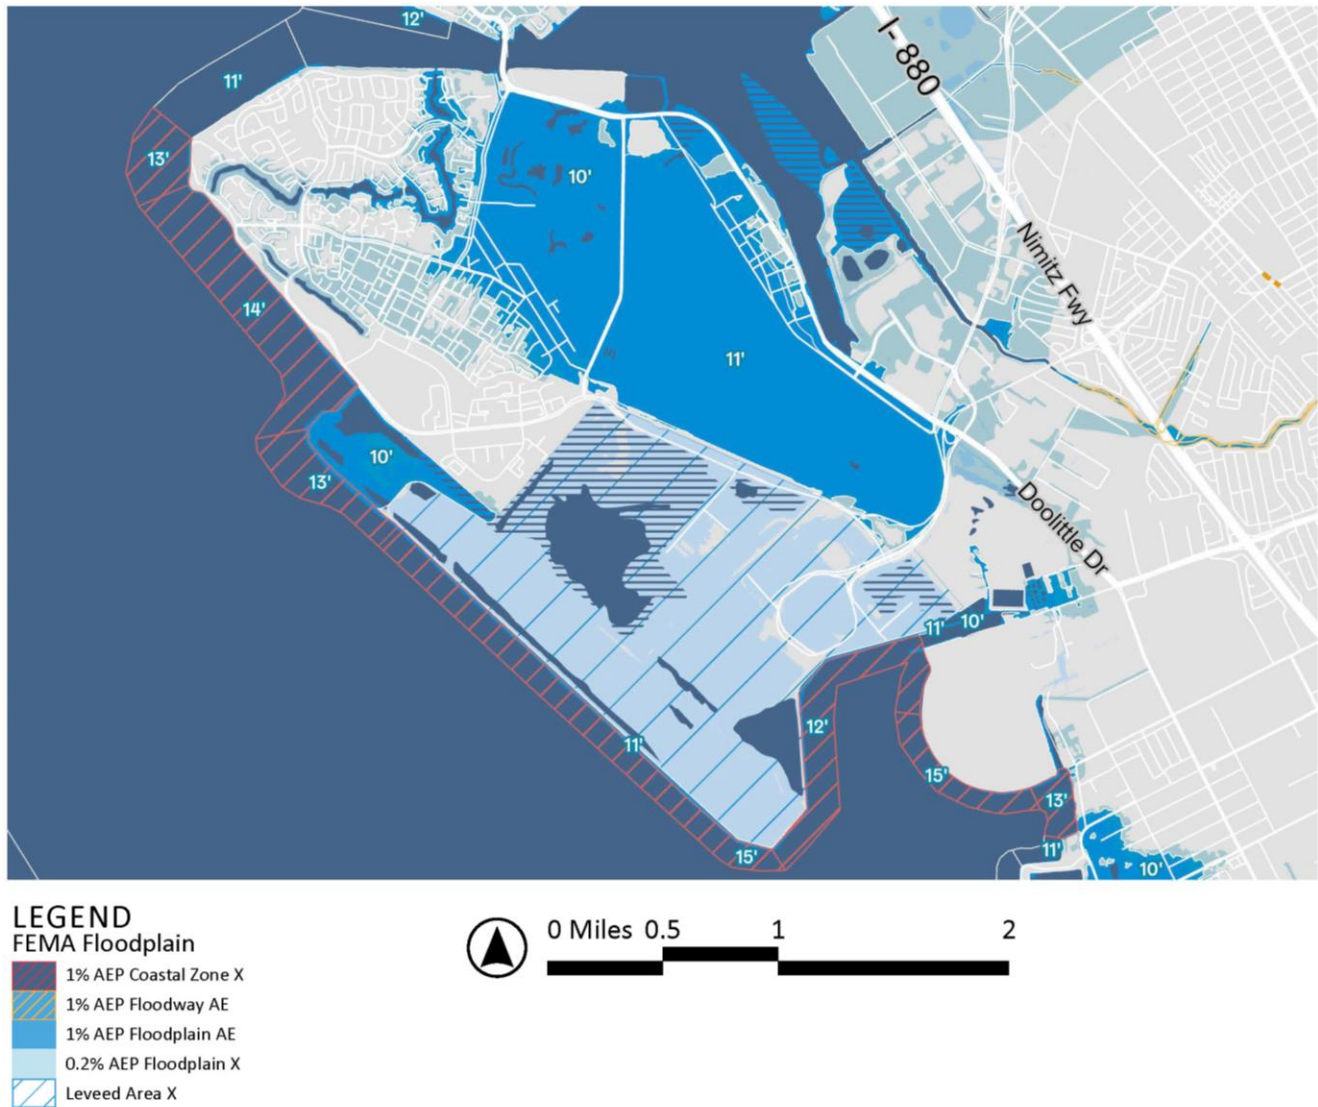 12'
11'
I-880
13'
10'
Nimitz Fwy
14'
11'
10'
13'
Doolittle Dr
11'
10'
12'
11'
15'
13'
15'
11'
10'
LEGEND
FEMA Floodplain
1% AEP Coastal Zone X
1% AEP Floodway AE
1% AEP Floodplain AE
0.2% AEP Floodplain X
Leveed Area X
0 Miles 0.5 1 2